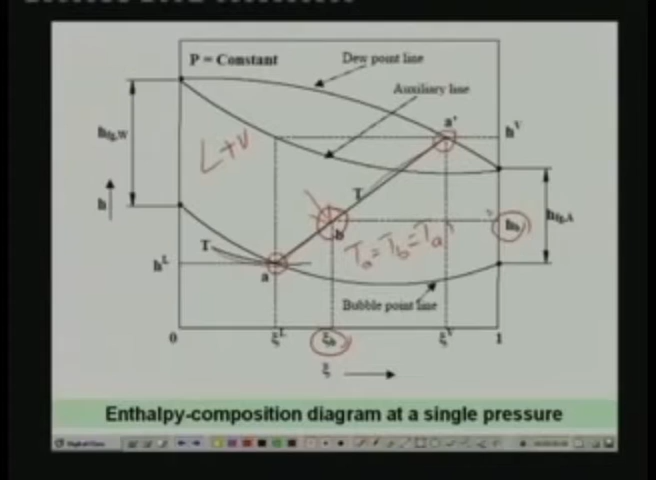 P = Constant
Dew point line
Auxiliary line
a'
h^V
h_fg,W
L+V
h
T
b
h_b
h_fg,A
T
T_a = T_b = T_a'
h^L
a
Bubble point line
0
ξ^L
ξ_b
ξ^V
1
ξ
Enthalpy-composition diagram at a single pressure